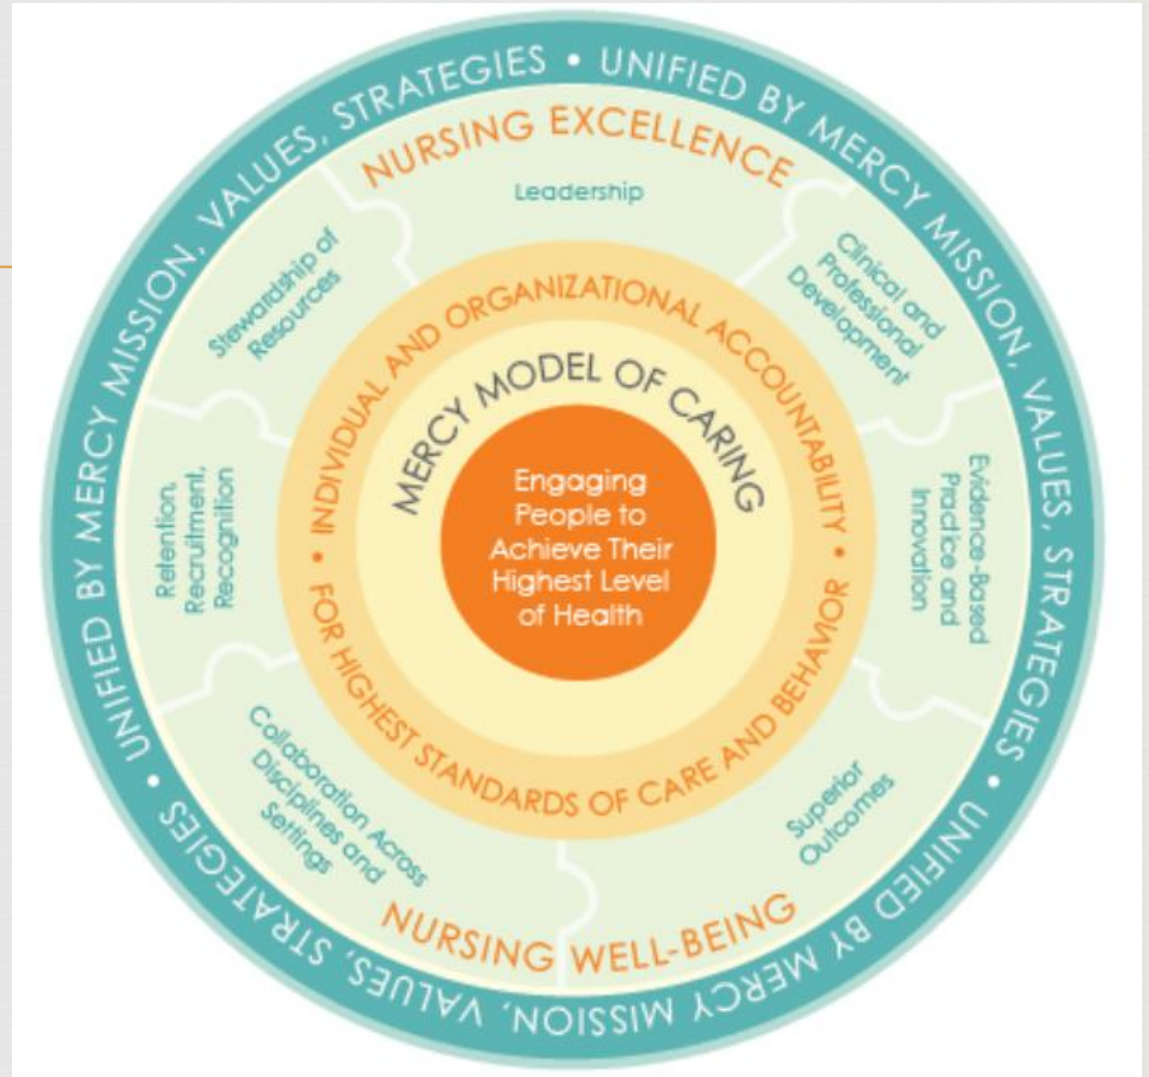 UNIFIED BY MERCY MISSION, VALUES, STRATEGIES • UNIFIED BY MERCY MISSION, VALUES, STRATEGIES • UNIFIED BY MERCY MISSION, VALUES, STRATEGIES •
NURSING EXCELLENCE
Leadership
Clinical and
Professional
Development
Evidence-Based
Practice and
Innovation
Superior
Outcomes
NURSING WELL-BEING
Collaboration Across
Disciplines and
Settings
Retention,
Recruitment,
Recognition
Stewardship of
Resources
• INDIVIDUAL AND ORGANIZATIONAL ACCOUNTABILITY •
FOR HIGHEST STANDARDS OF CARE AND BEHAVIOR
MERCY MODEL OF CARING
Engaging
People to
Achieve Their
Highest Level
of Health